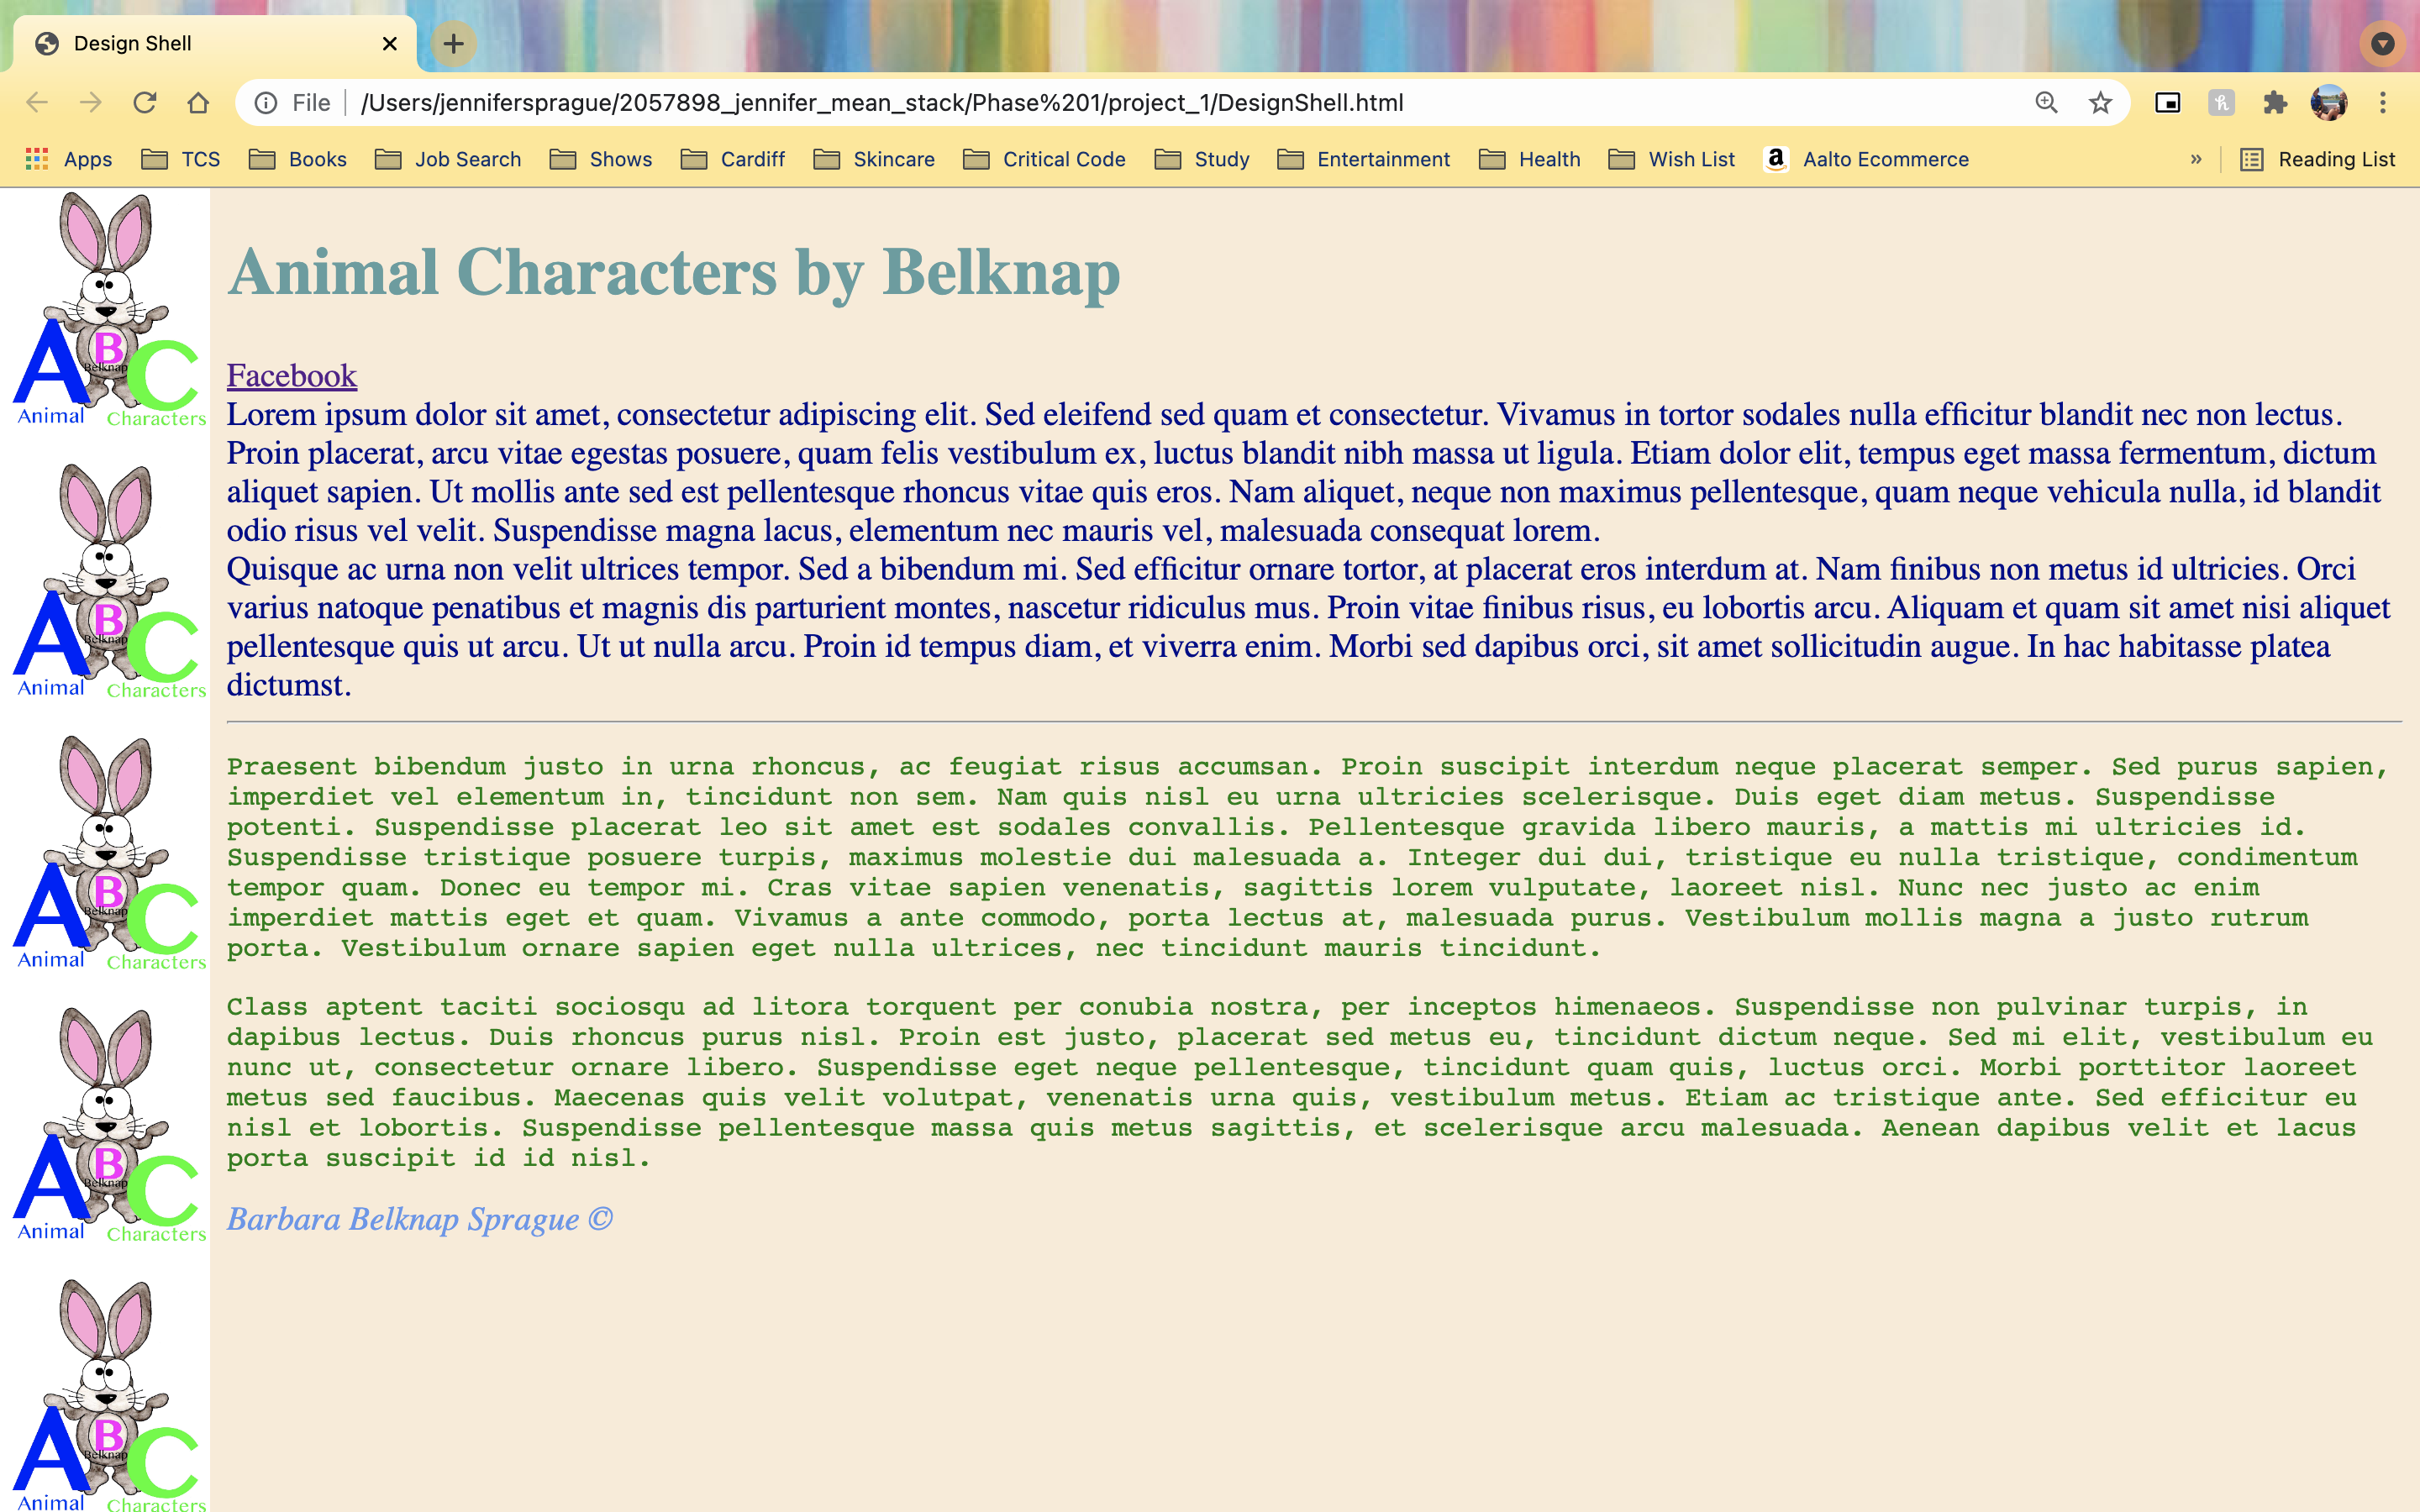 Design Shell
File
/Users/jennifersprague/2057898_jennifer_mean_stack/Phase%201/project_1/DesignShell.html
Apps TCS Books Job Search Shows Cardiff Skincare Critical Code Study Entertainment Health Wish List Aalto Ecommerce » Reading List
A B C
Belknap
Animal Characters
A B C
Belknap
Animal Characters
A B C
Belknap
Animal Characters
A B C
Belknap
Animal Characters
A B C
Belknap
Animal Characters
Animal Characters by Belknap
Facebook
Lorem ipsum dolor sit amet, consectetur adipiscing elit. Sed eleifend sed quam et consectetur. Vivamus in tortor sodales nulla efficitur blandit nec non lectus.
Proin placerat, arcu vitae egestas posuere, quam felis vestibulum ex, luctus blandit nibh massa ut ligula. Etiam dolor elit, tempus eget massa fermentum, dictum
aliquet sapien. Ut mollis ante sed est pellentesque rhoncus vitae quis eros. Nam aliquet, neque non maximus pellentesque, quam neque vehicula nulla, id blandit
odio risus vel velit. Suspendisse magna lacus, elementum nec mauris vel, malesuada consequat lorem.
Quisque ac urna non velit ultrices tempor. Sed a bibendum mi. Sed efficitur ornare tortor, at placerat eros interdum at. Nam finibus non metus id ultricies. Orci
varius natoque penatibus et magnis dis parturient montes, nascetur ridiculus mus. Proin vitae finibus risus, eu lobortis arcu. Aliquam et quam sit amet nisi aliquet
pellentesque quis ut arcu. Ut ut nulla arcu. Proin id tempus diam, et viverra enim. Morbi sed dapibus orci, sit amet sollicitudin augue. In hac habitasse platea
dictumst.
Praesent bibendum justo in urna rhoncus, ac feugiat risus accumsan. Proin suscipit interdum neque placerat semper. Sed purus sapien,
imperdiet vel elementum in, tincidunt non sem. Nam quis nisl eu urna ultricies scelerisque. Duis eget diam metus. Suspendisse
potenti. Suspendisse placerat leo sit amet est sodales convallis. Pellentesque gravida libero mauris, a mattis mi ultricies id.
Suspendisse tristique posuere turpis, maximus molestie dui malesuada a. Integer dui dui, tristique eu nulla tristique, condimentum
tempor quam. Donec eu tempor mi. Cras vitae sapien venenatis, sagittis lorem vulputate, laoreet nisl. Nunc nec justo ac enim
imperdiet mattis eget et quam. Vivamus a ante commodo, porta lectus at, malesuada purus. Vestibulum mollis magna a justo rutrum
porta. Vestibulum ornare sapien eget nulla ultrices, nec tincidunt mauris tincidunt.
Class aptent taciti sociosqu ad litora torquent per conubia nostra, per inceptos himenaeos. Suspendisse non pulvinar turpis, in
dapibus lectus. Duis rhoncus purus nisl. Proin est justo, placerat sed metus eu, tincidunt dictum neque. Sed mi elit, vestibulum eu
nunc ut, consectetur ornare libero. Suspendisse eget neque pellentesque, tincidunt quam quis, luctus orci. Morbi porttitor laoreet
metus sed faucibus. Maecenas quis velit volutpat, venenatis urna quis, vestibulum metus. Etiam ac tristique ante. Sed efficitur eu
nisl et lobortis. Suspendisse pellentesque massa quis metus sagittis, et scelerisque arcu malesuada. Aenean dapibus velit et lacus
porta suscipit id id nisl.
Barbara Belknap Sprague ©